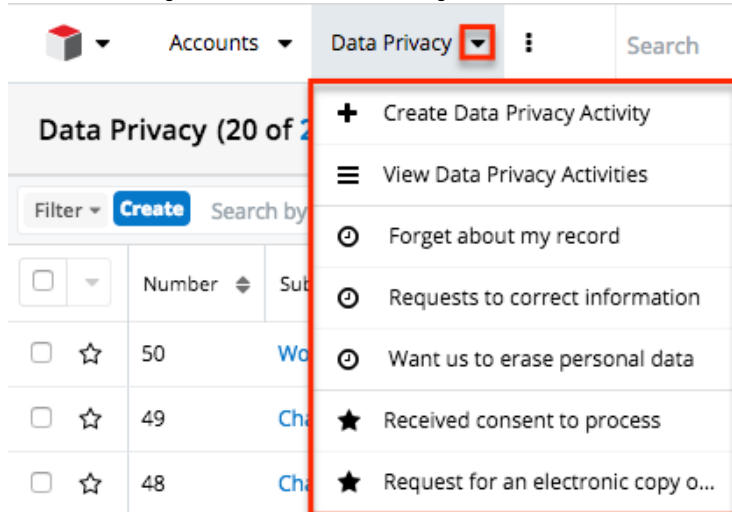 Accounts Data Privacy Search
Create Data Privacy Activity
Data Privacy (20 of
View Data Privacy Activities
Filter Create Search by
Forget about my record
Number
Requests to correct information
50
Want us to erase personal data
49
Received consent to process
48
Request for an electronic copy o...